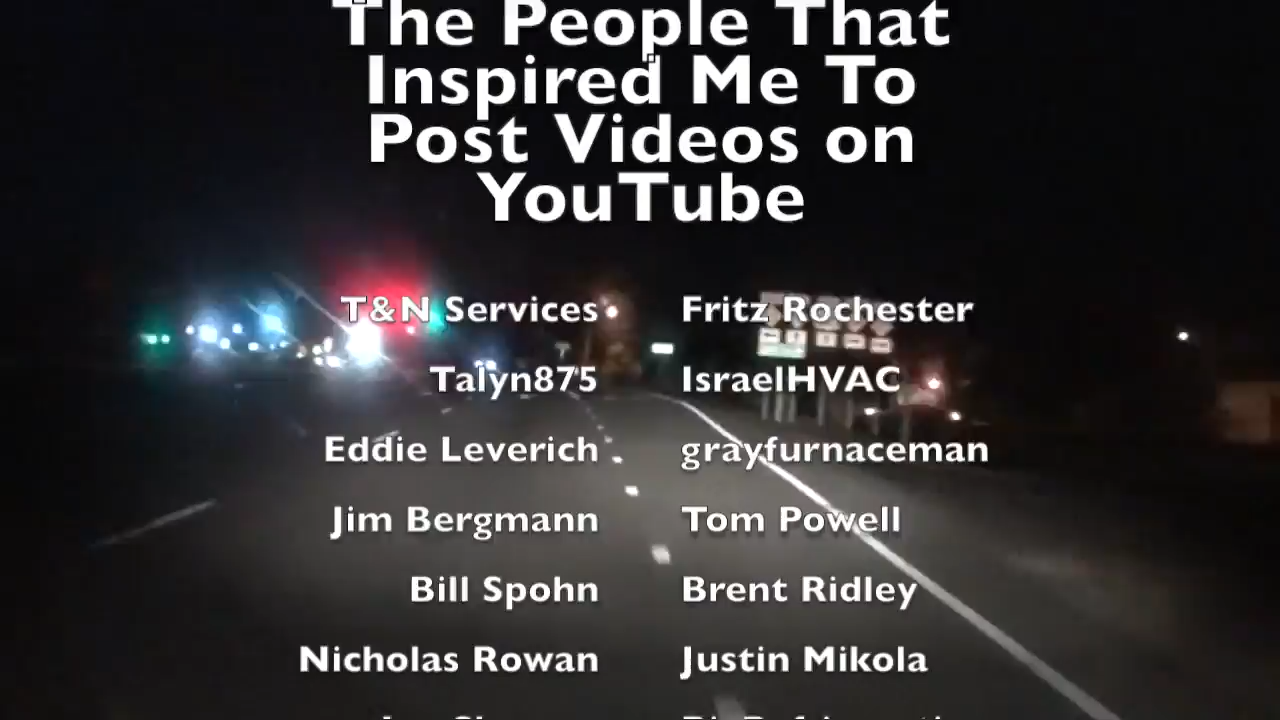 The People That
Inspired Me To
Post Videos on
YouTube
T&N Services Fritz Rochester
Talyn875 IsraelHVAC
Eddie Leverich grayfurnaceman
Jim Bergmann Tom Powell
Bill Spohn Brent Ridley
Nicholas Rowan Justin Mikola